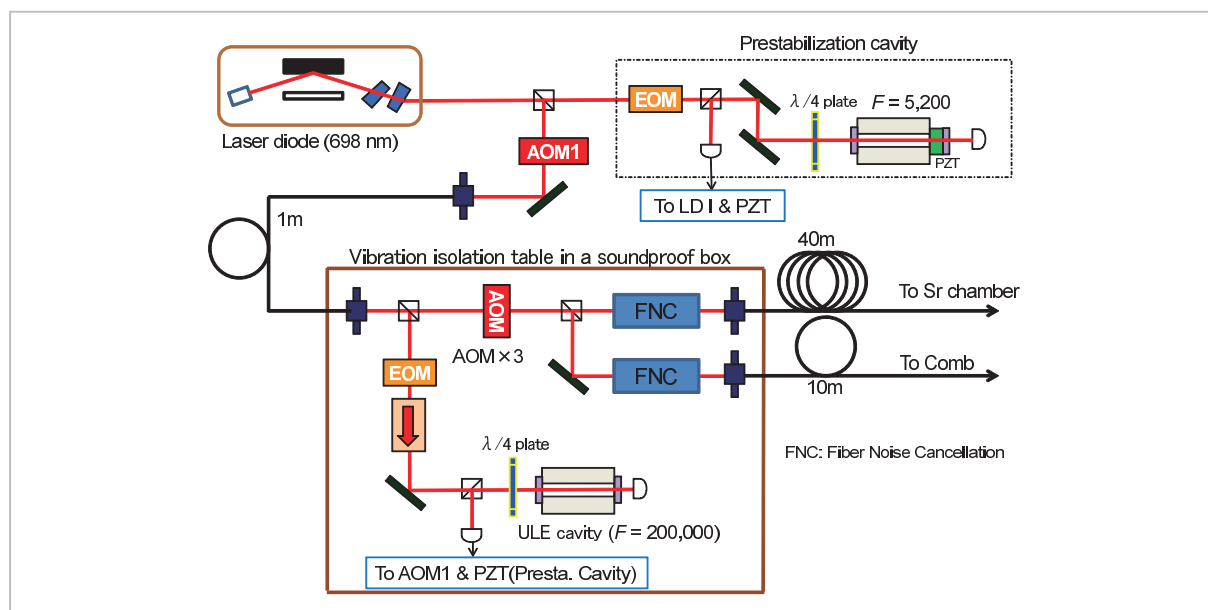 Prestabilization cavity
Laser diode (698 nm)
EOM
λ/4 plate
F = 5,200
PZT
AOM1
To LD I & PZT
1m
Vibration isolation table in a soundproof box
40m
AOM
FNC
To Sr chamber
AOM×3
EOM
FNC
To Comb
10m
λ/4 plate
FNC: Fiber Noise Cancellation
ULE cavity (F = 200,000)
To AOM1 & PZT(Presta. Cavity)